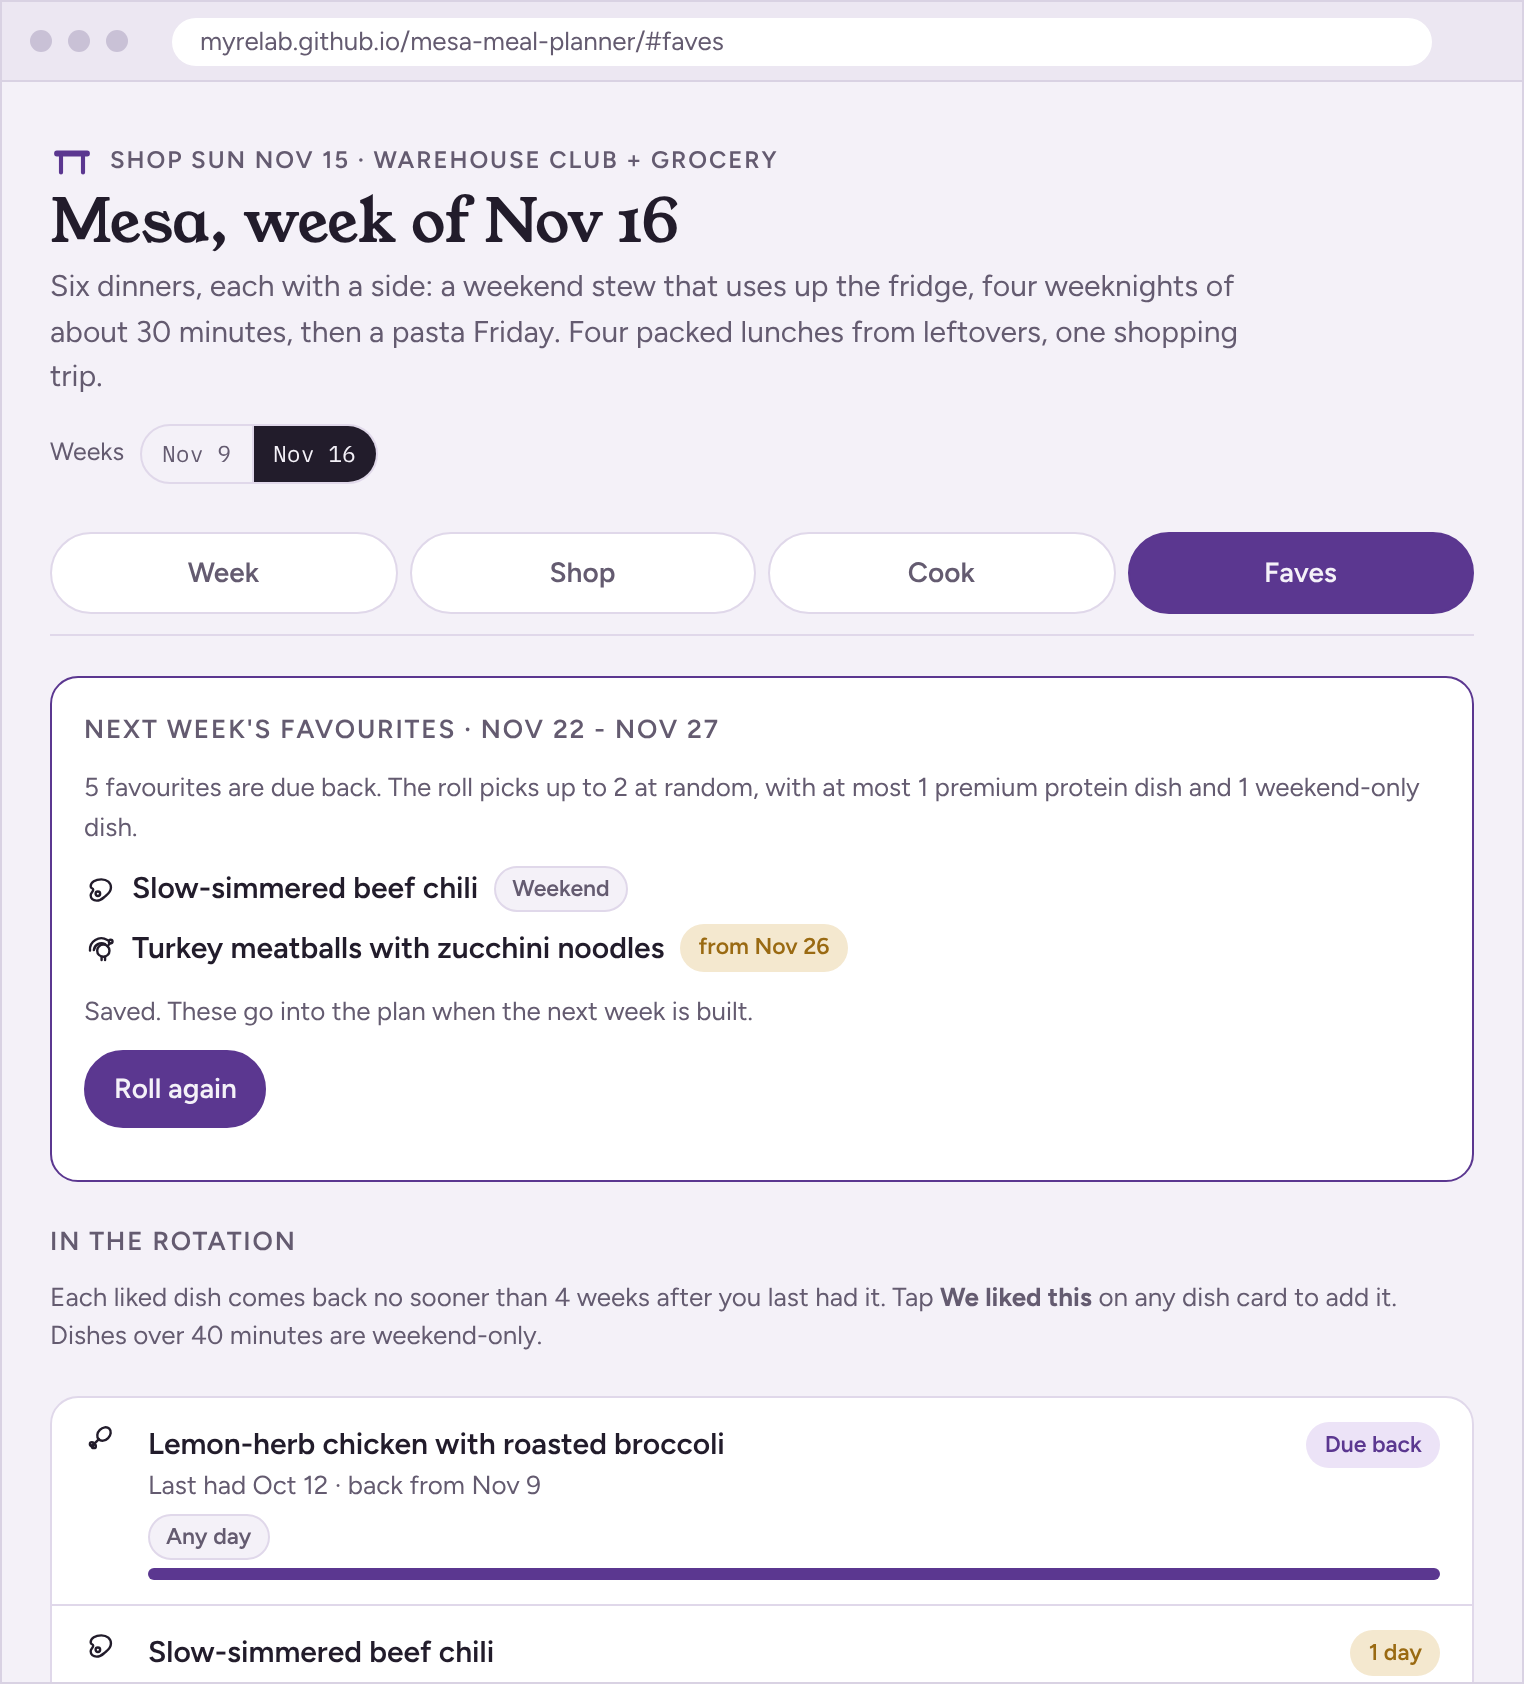 myrelab.github.io/mesa-meal-planner/#faves
SHOP SUN NOV 15 · WAREHOUSE CLUB + GROCERY
Mesa, week of Nov 16
Six dinners, each with a side: a weekend stew that uses up the fridge, four weeknights of
about 30 minutes, then a pasta Friday. Four packed lunches from leftovers, one shopping
trip.
Weeks Nov 9 Nov 16
Week Shop Cook Faves
NEXT WEEK'S FAVOURITES · NOV 22 - NOV 27
5 favourites are due back. The roll picks up to 2 at random, with at most 1 premium protein dish and 1 weekend-only
dish.
Slow-simmered beef chili Weekend
Turkey meatballs with zucchini noodles from Nov 26
Saved. These go into the plan when the next week is built.
Roll again
IN THE ROTATION
Each liked dish comes back no sooner than 4 weeks after you last had it. Tap We liked this on any dish card to add it.
Dishes over 40 minutes are weekend-only.
Lemon-herb chicken with roasted broccoli Due back
Last had Oct 12 · back from Nov 9
Any day
Slow-simmered beef chili 1 day